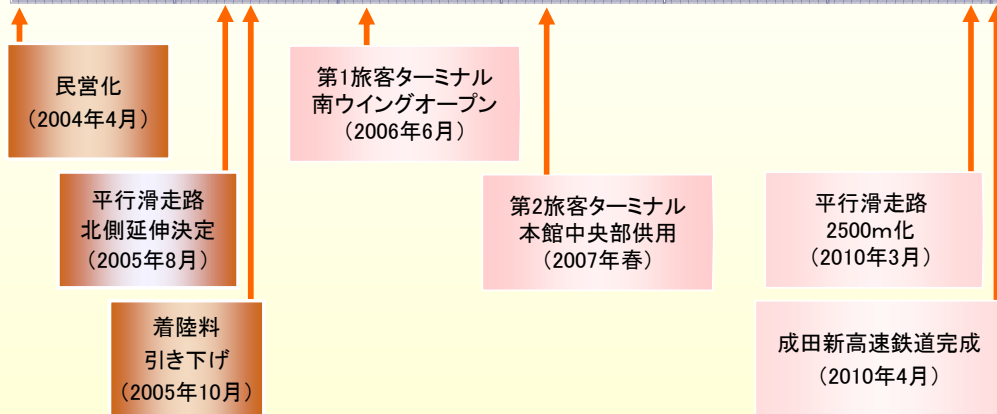 民営化
（2004年4月）
平行滑走路
北側延伸決定
（2005年8月）
着陸料
引き下げ
（2005年10月）
第1旅客ターミナル
南ウイングオープン
（2006年6月）
第2旅客ターミナル
本館中央部供用
（2007年春）
平行滑走路
2500m化
（2010年3月）
成田新高速鉄道完成
（2010年4月）